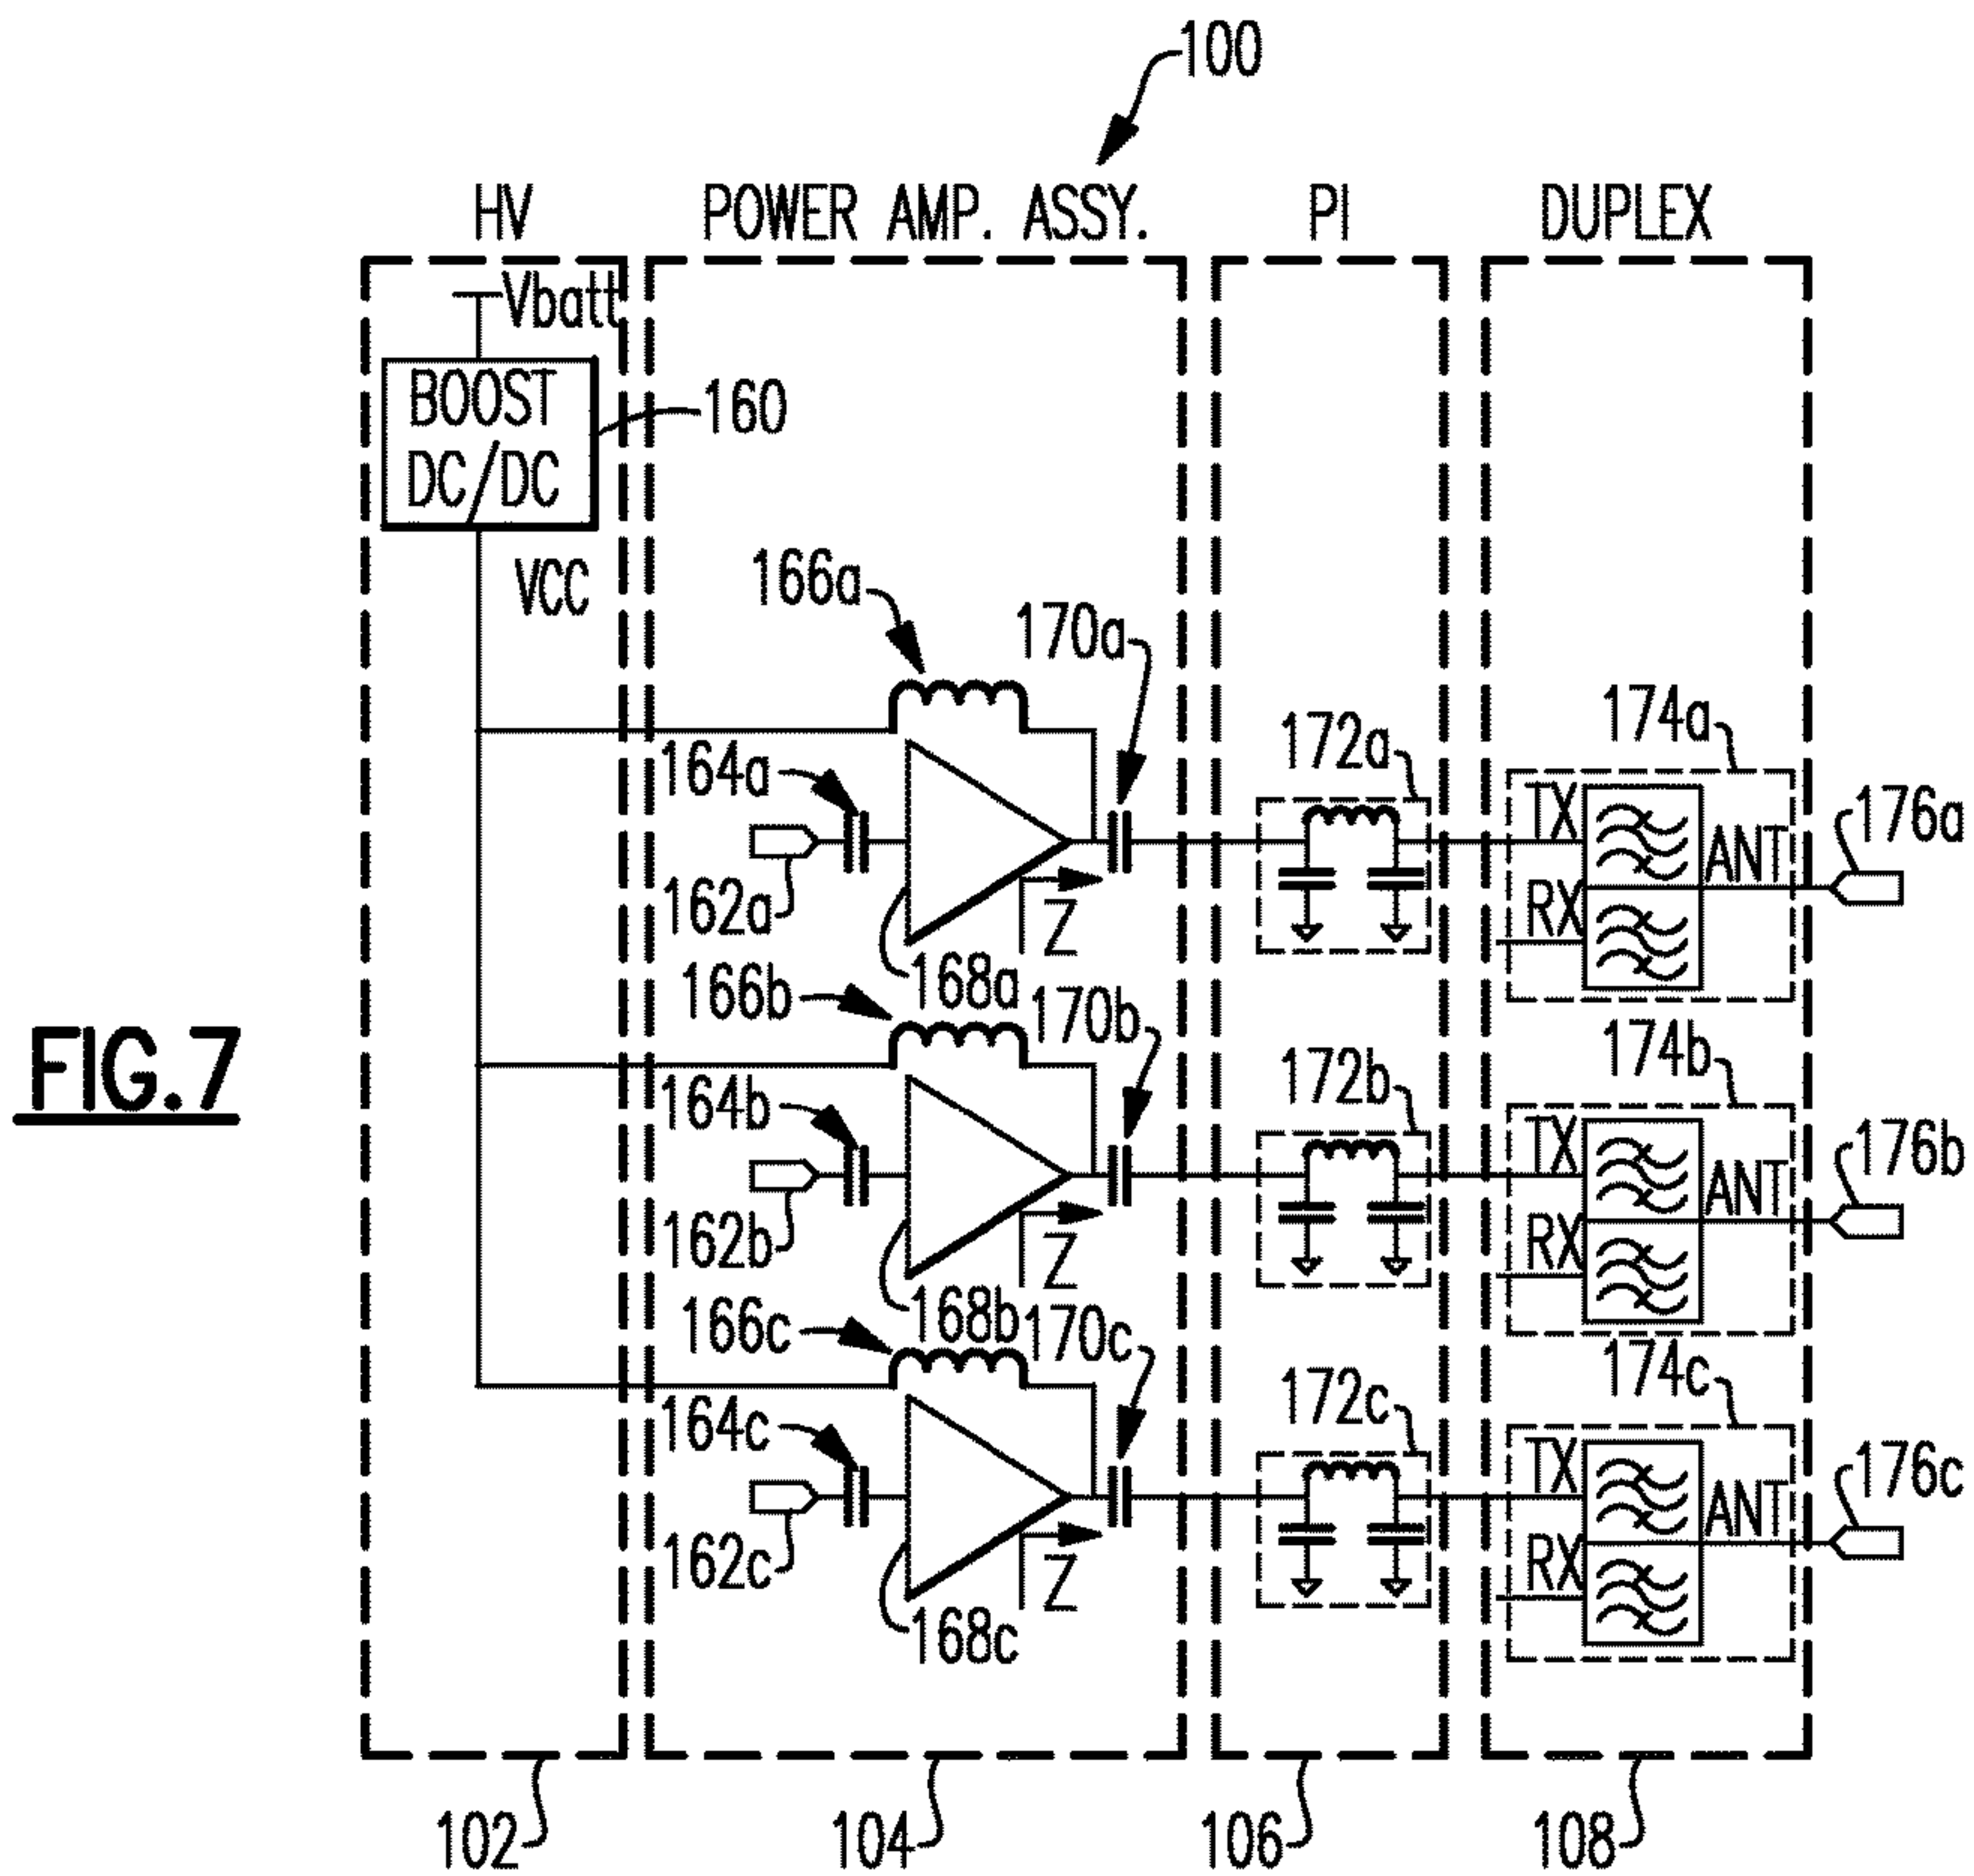 100
HV
POWER AMP. ASSY.
PI
DUPLEX
Vbatt
BOOST
DC/DC
160
VCC
166a
170a
164a
172a
174a
162a
TX
RX
ANT
176a
Z
168a
166b
170b
164b
172b
174b
162b
TX
RX
ANT
176b
Z
168b
166c
170c
164c
172c
174c
162c
TX
RX
ANT
176c
Z
168c
FIG.7
102
104
106
108